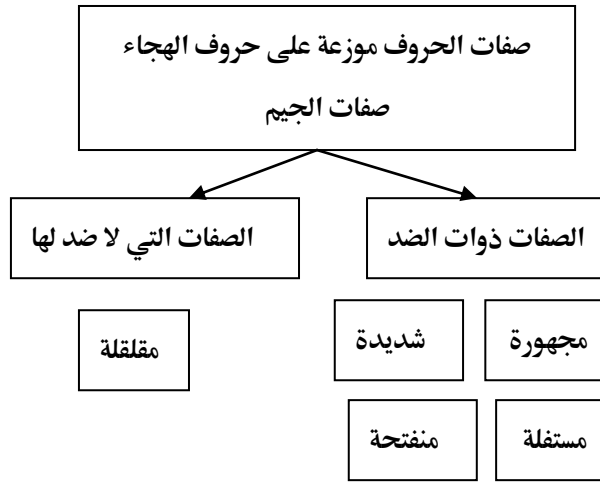 صفات الحروف موزعة على حروف الهجاء
صفات الجيم
الصفات ذوات الضد
الصفات التي لا ضد لها
مجهورة
شديدة
مقلقلة
مستفلة
منفتحة